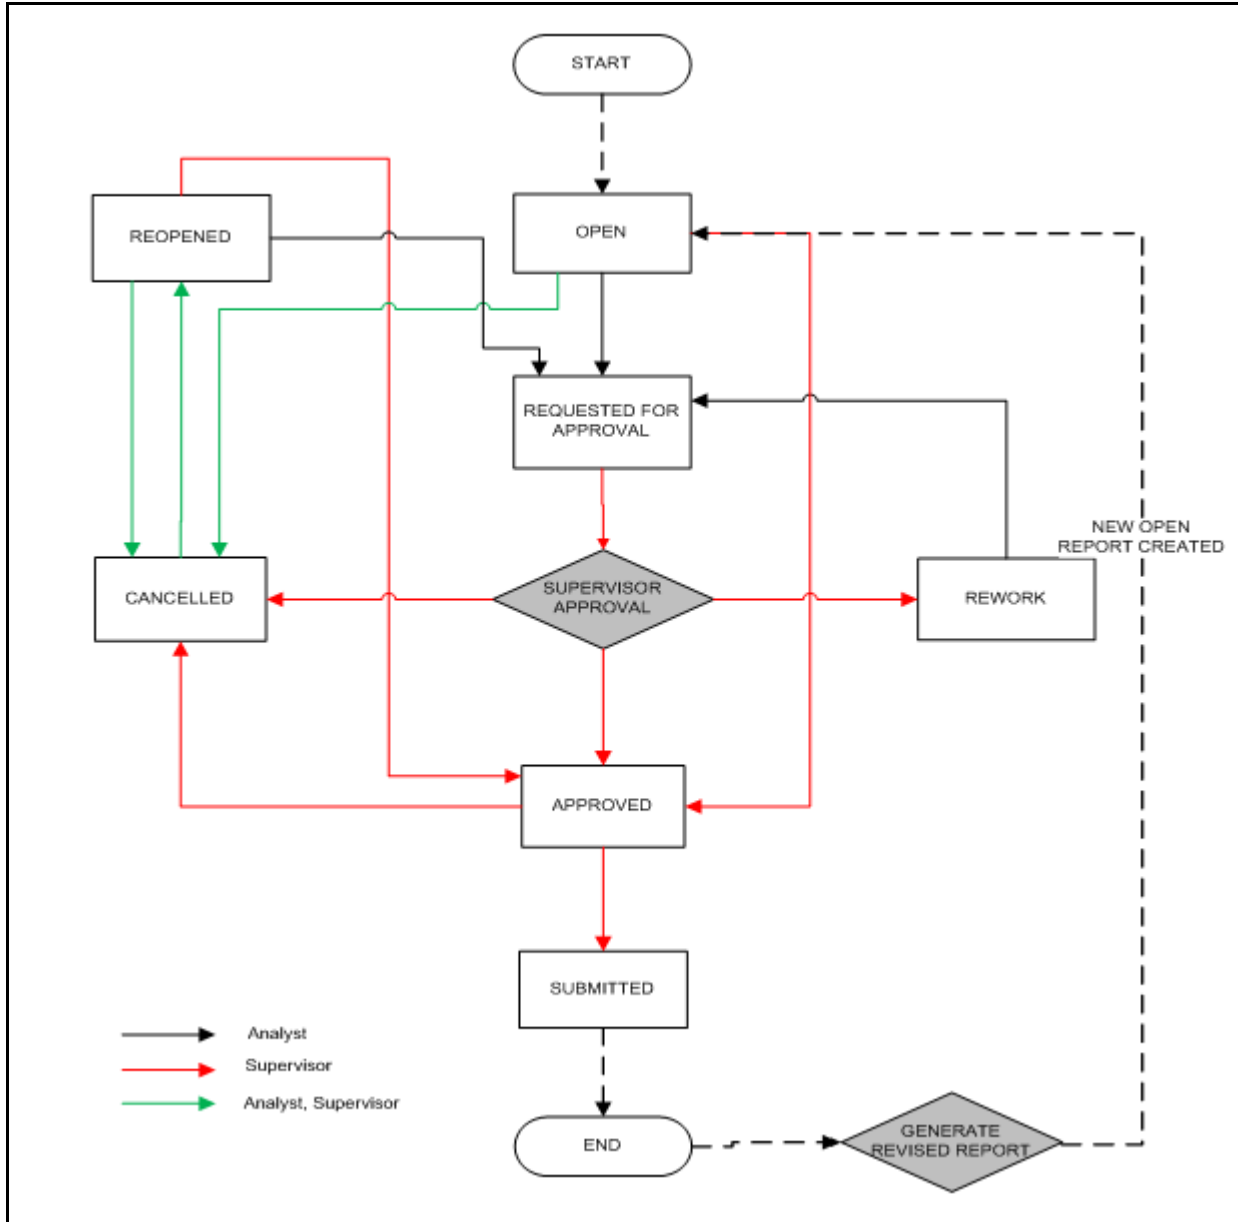 START
REOPENED
OPEN
REQUESTED FOR
APPROVAL
NEW OPEN
REPORT CREATED
CANCELLED
SUPERVISOR
APPROVAL
REWORK
APPROVED
SUBMITTED
Analyst
Supervisor
Analyst, Supervisor
END
GENERATE
REVISED REPORT